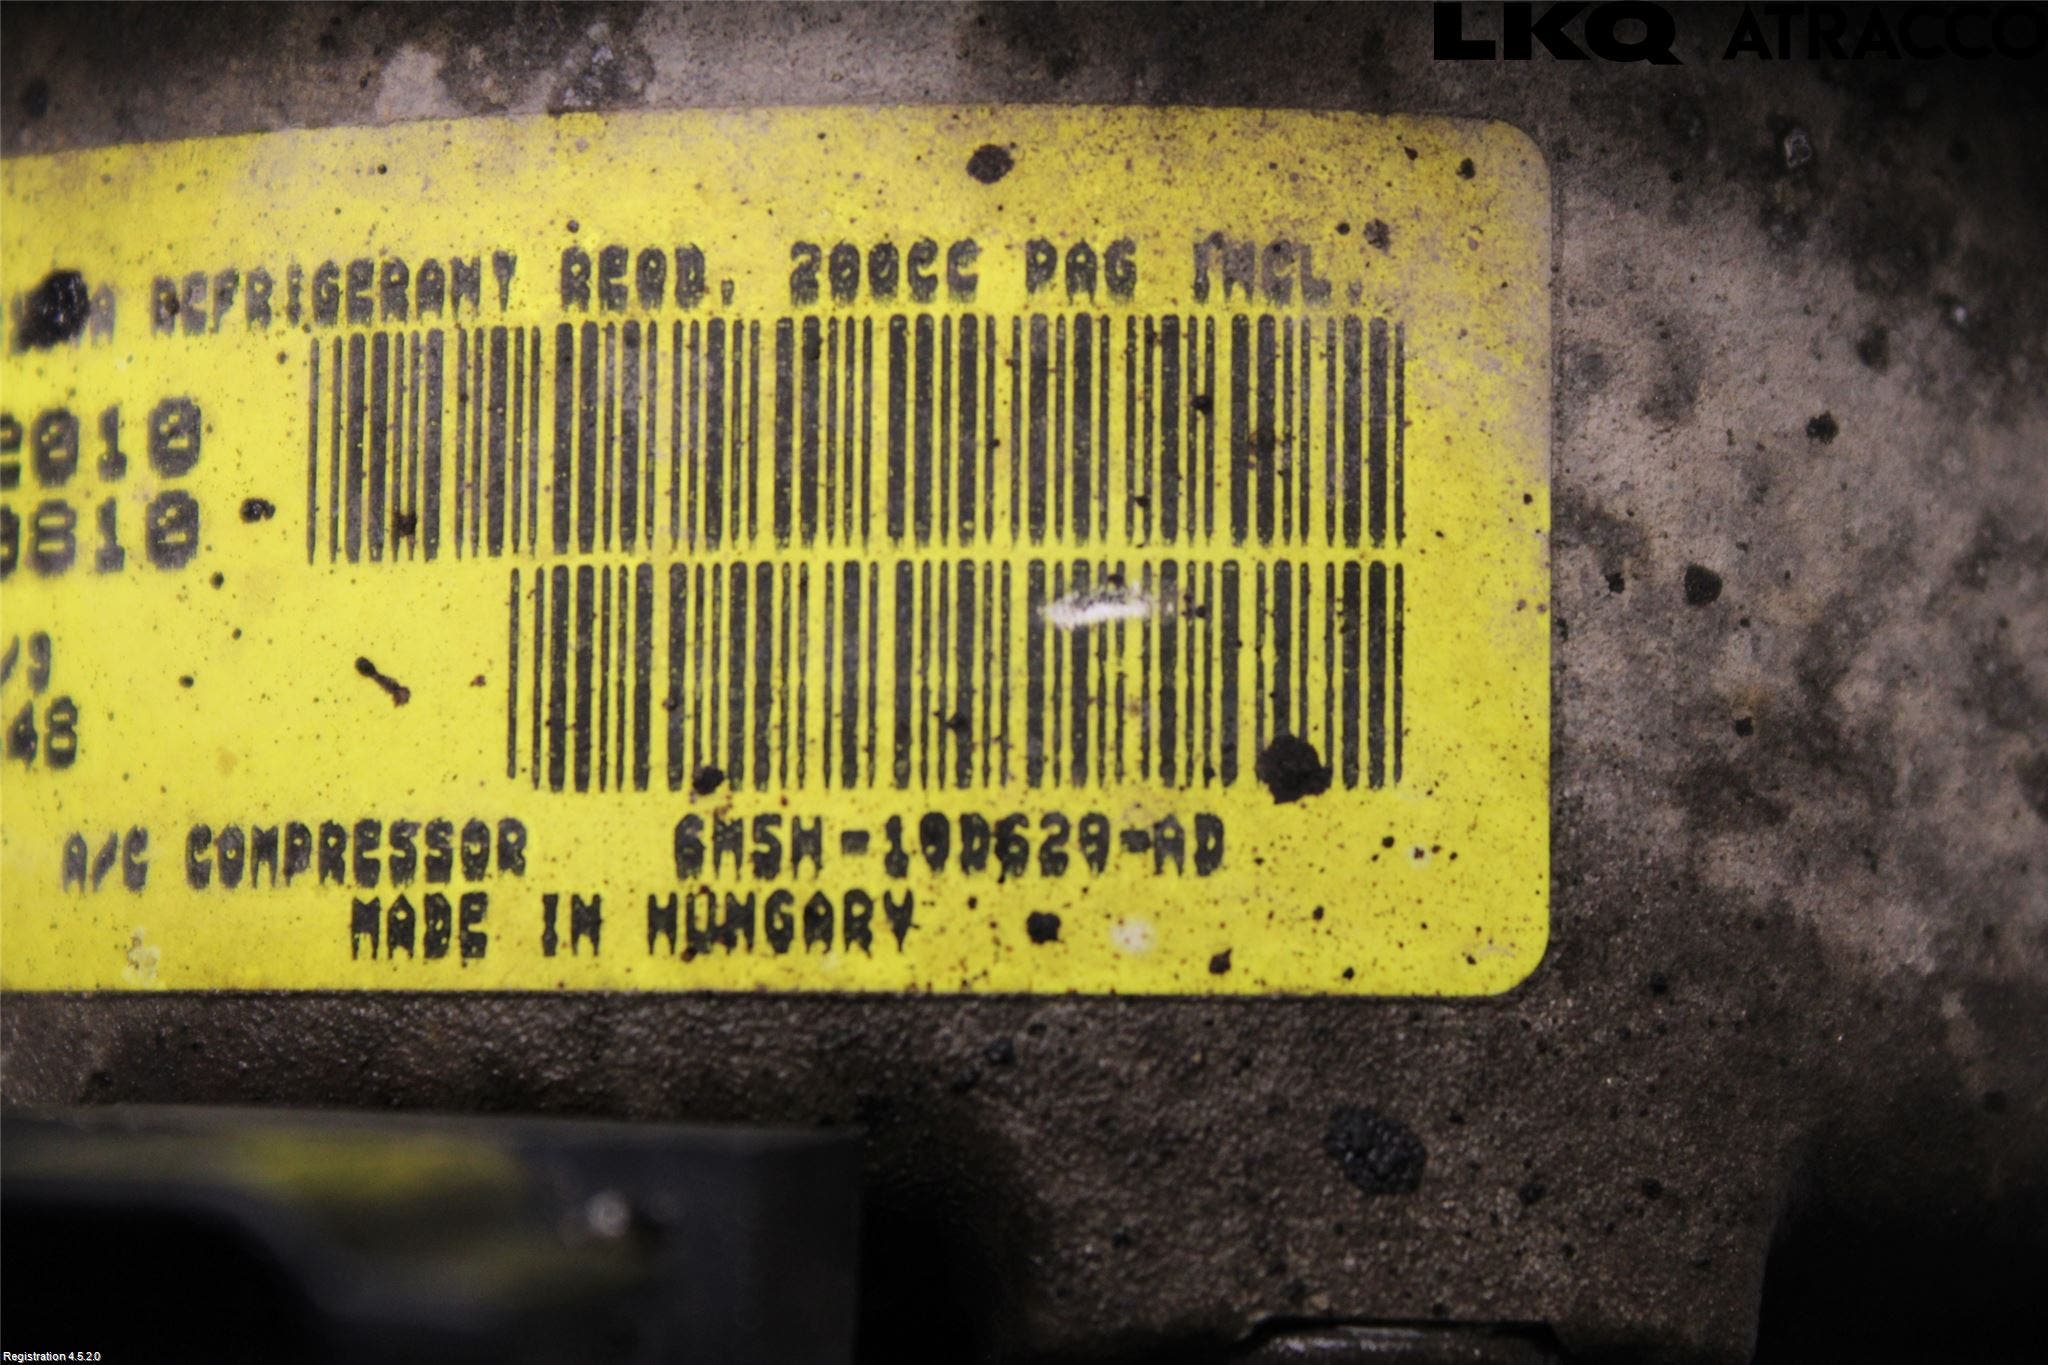 LKQ ATRACCO
REFRIGERANT REQD. 200CC PAG INCL.
2010
9810
/9
48
A/C COMPRESSOR 6M5H-19D629-AD
MADE IN HUNGARY
Registration 4.5.2.0